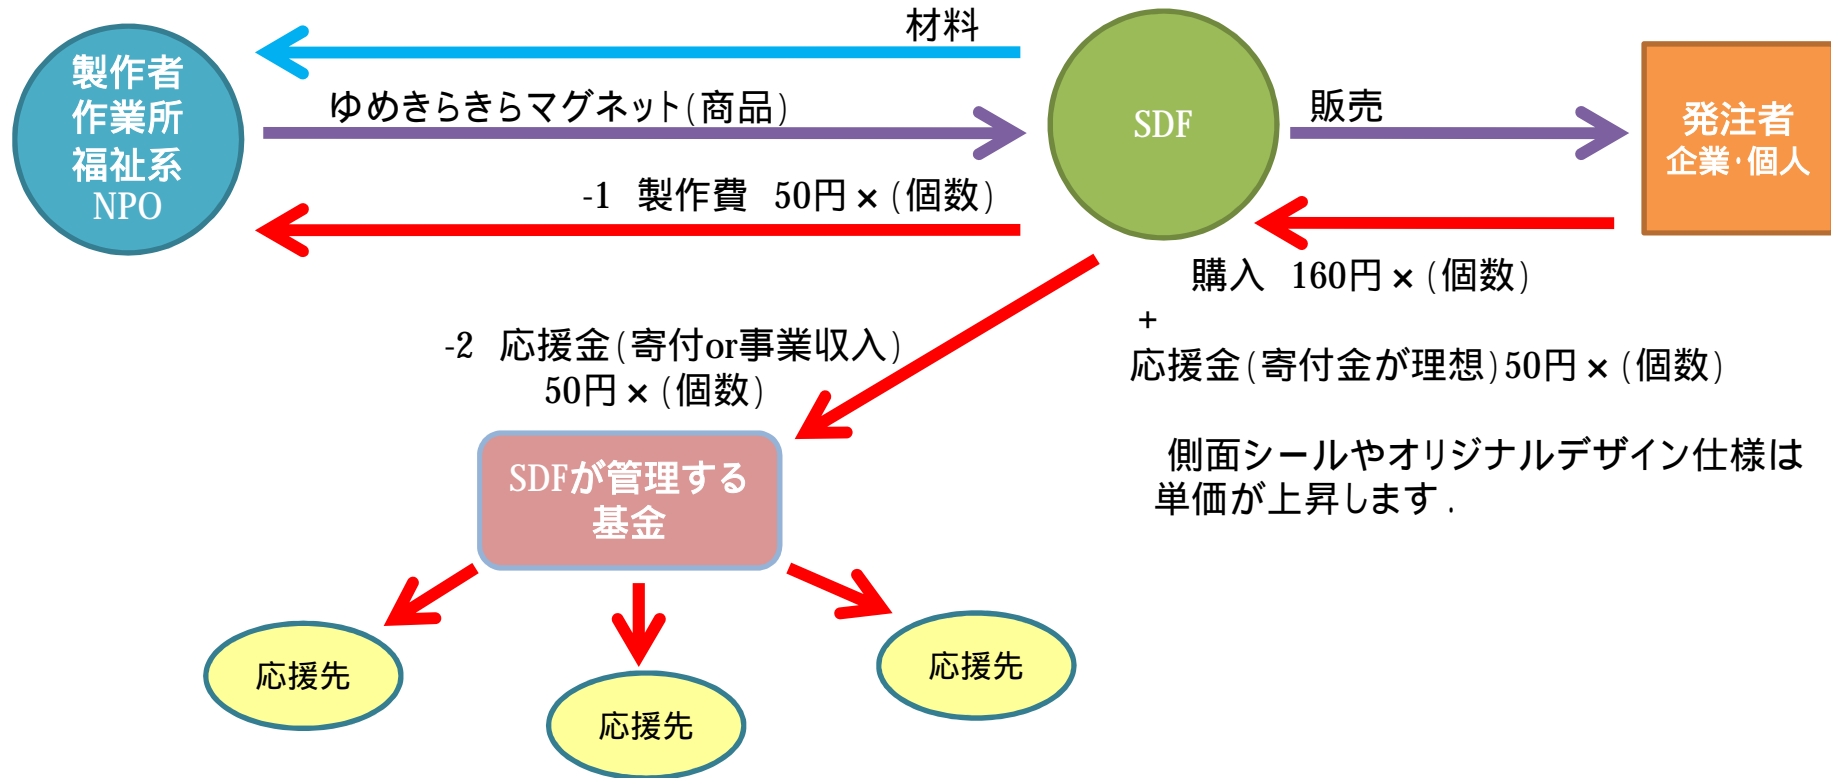 材料
製作者
作業所
福祉系
NPO
ゆめきらきらマグネット(商品)
SDF
販売
発注者
企業・個人
-1 製作費 50円×(個数)
購入 160円×(個数)
+
応援金(寄付金が理想)50円×(個数)
-2 応援金(寄付or事業収入)
50円×(個数)
側面シールやオリジナルデザイン仕様は
単価が上昇します.
SDFが管理する
基金
応援先
応援先
応援先